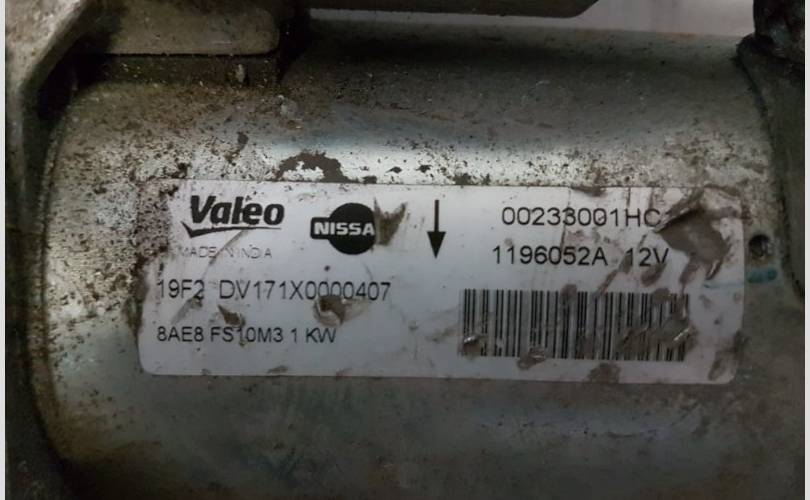 Valeo
NISSA
MADE IN INDIA
19F2 DV171X0000407
8AE8 FS10M3 1 KW
00233001HC
1196052A 12V